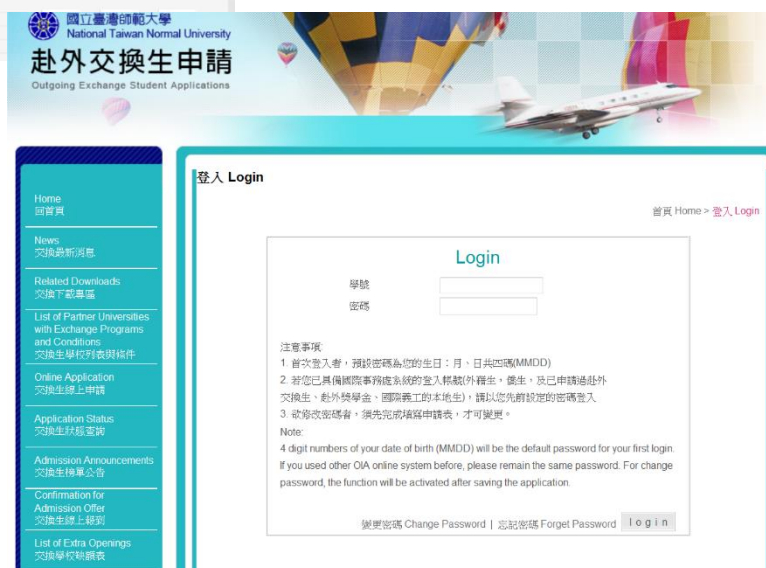 國立臺灣師範大學
National Taiwan Normal University
赴外交換生申請
Outgoing Exchange Student Applications
Home
回首頁
News
交換最新消息
Related Downloads
交換下載專區
List of Partner Universities
with Exchange Programs
and Conditions
交換生學校列表與條件
Online Application
交換生線上申請
Application Status
交換生狀態查詢
Admission Announcements
交換生榜單公告
Confirmation for
Admission Offer
交換生線上報到
List of Extra Openings
交換學校缺額表
登入 Login
首頁 Home > 登入 Login
Login
學號
密碼
注意事項:
1. 首次登入者，預設密碼為您的生日：月、日共四碼(MMDD)
2. 若您已具備國際事務處系統的登入帳號(外籍生，僑生，及已申請過赴外
交換生、赴外獎學金、國際義工的本地生)，請以您先前設定的密碼登入
3. 欲修改密碼者，須先完成填寫申請表，才可變更。
Note:
4 digit numbers of your date of birth (MMDD) will be the default password for your first login.
If you used other OIA online system before, please remain the same password. For change
password, the function will be activated after saving the application.
變更密碼 Change Password | 忘記密碼 Forget Password login